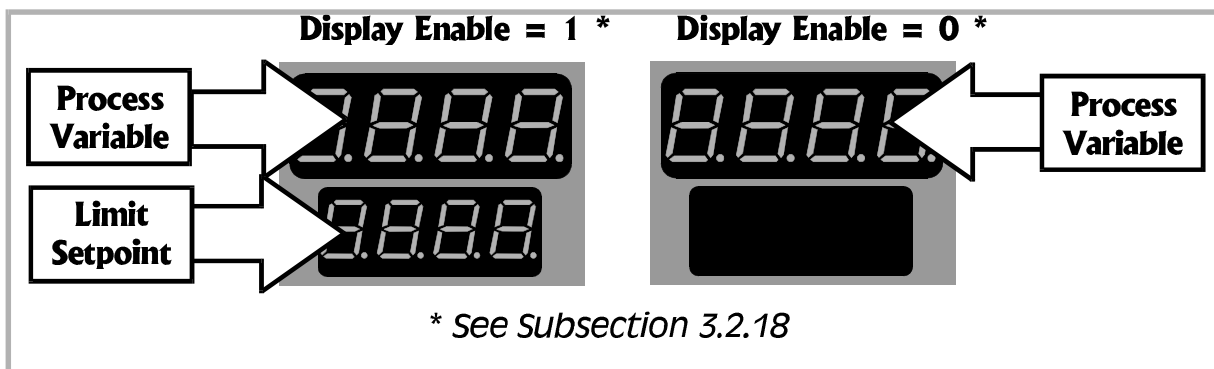 Display Enable = 1 *
Display Enable = 0 *
Process
Variable
Limit
Setpoint
Process
Variable
* See Subsection 3.2.18